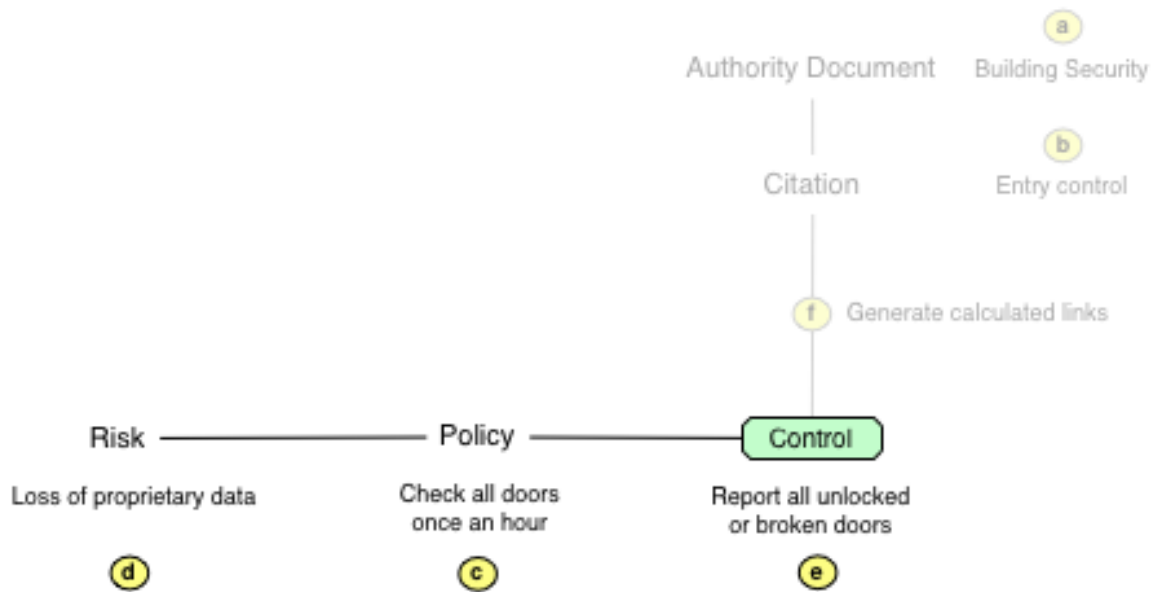 a
Authority Document Building Security
b
Citation Entry control
f Generate calculated links
Risk Policy Control
Loss of proprietary data
Check all doors
once an hour
Report all unlocked
or broken doors
d c e